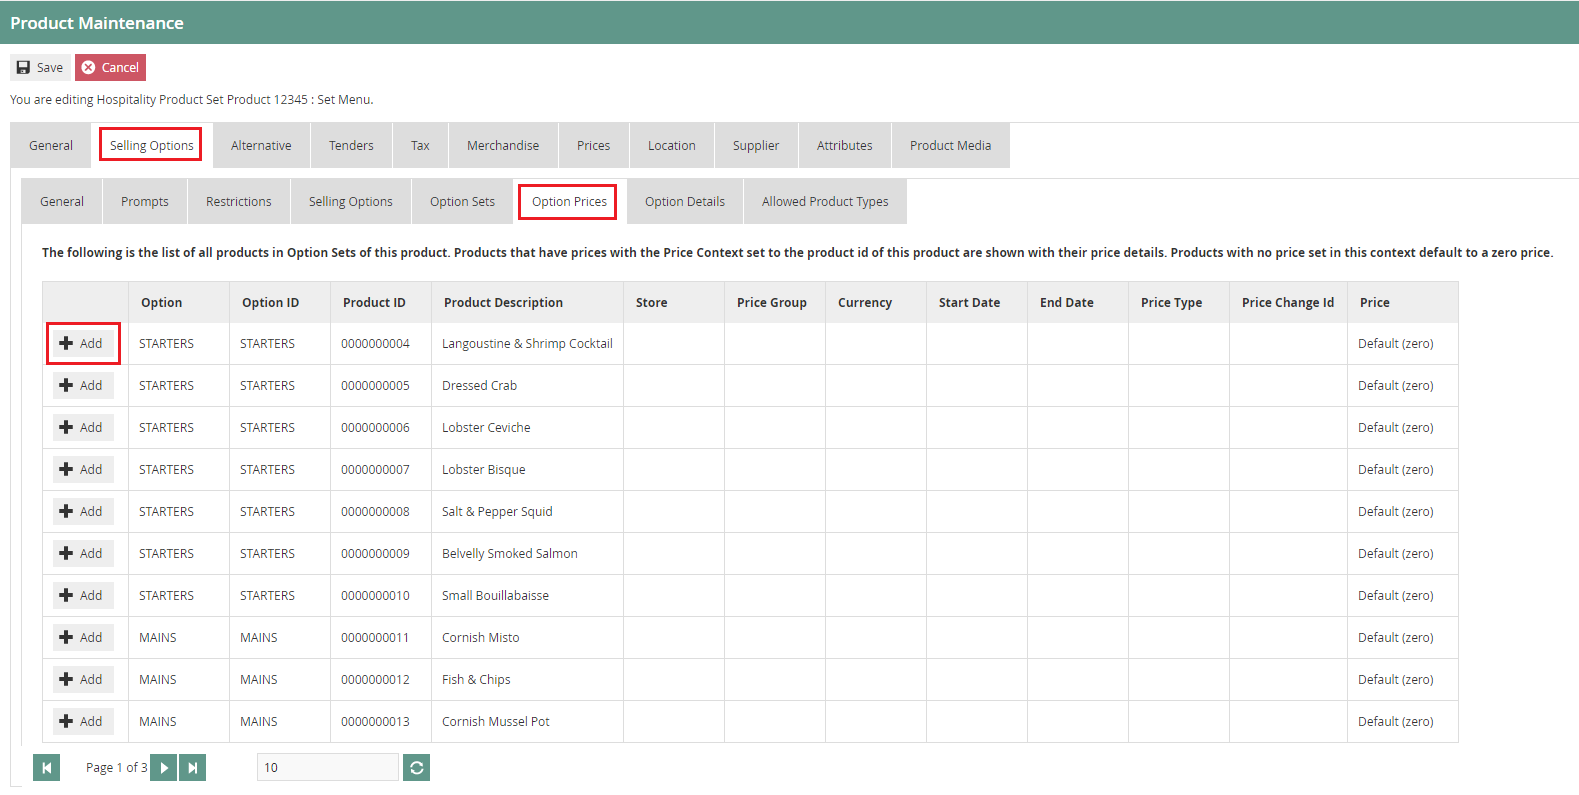 Product Maintenance
Save Cancel
You are editing Hospitality Product Set Product 12345 : Set Menu.
General Selling Options Alternative Tenders Tax Merchandise Prices Location Supplier Attributes Product Media
General Prompts Restrictions Selling Options Option Sets Option Prices Option Details Allowed Product Types
The following is the list of all products in Option Sets of this product. Products that have prices with the Price Context set to the product id of this product are shown with their price details. Products with no price set in this context default to a zero price.
Option Option ID Product ID Product Description Store Price Group Currency Start Date End Date Price Type Price Change Id Price
Add STARTERS STARTERS 0000000004 Langoustine & Shrimp Cocktail Default (zero)
Add STARTERS STARTERS 0000000005 Dressed Crab Default (zero)
Add STARTERS STARTERS 0000000006 Lobster Ceviche Default (zero)
Add STARTERS STARTERS 0000000007 Lobster Bisque Default (zero)
Add STARTERS STARTERS 0000000008 Salt & Pepper Squid Default (zero)
Add STARTERS STARTERS 0000000009 Belvelly Smoked Salmon Default (zero)
Add STARTERS STARTERS 0000000010 Small Bouillabaisse Default (zero)
Add MAINS MAINS 0000000011 Cornish Misto Default (zero)
Add MAINS MAINS 0000000012 Fish & Chips Default (zero)
Add MAINS MAINS 0000000013 Cornish Mussel Pot Default (zero)
Page 1 of 3 10